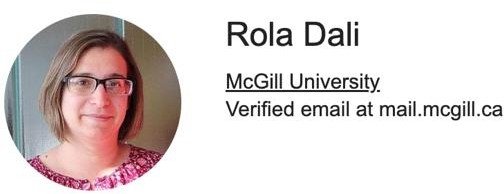 Rola Dali
McGill University
Verified email at mail.mcgill.ca